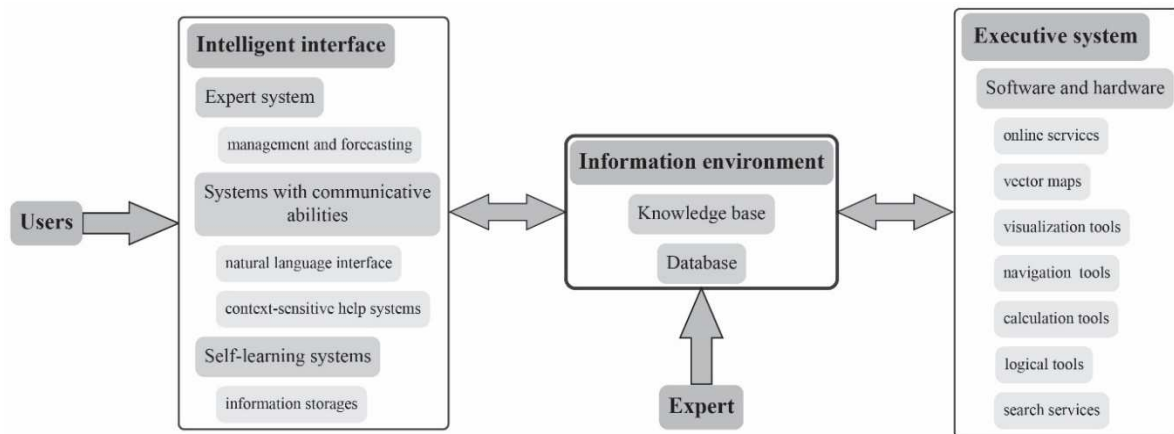 Users
Intelligent interface
Expert system
management and forecasting
Systems with communicative
abilities
natural language interface
context-sensitive help systems
Self-learning systems
information storages
Information environment
Knowledge base
Database
Expert
Executive system
Software and hardware
online services
vector maps
visualization tools
navigation tools
calculation tools
logical tools
search services